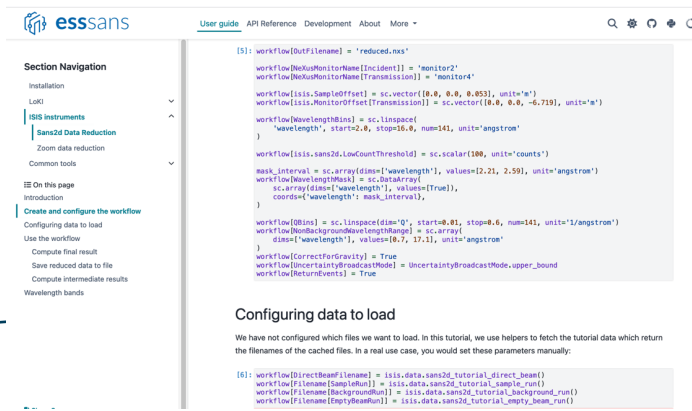 esssans
User guide API Reference Development About More
Section Navigation
Installation
LoKI
ISIS instruments
Sans2d Data Reduction
Zoom data reduction
Common tools
On this page
Introduction
Create and configure the workflow
Configuring data to load
Use the workflow
Compute final result
Save reduced data to file
Compute intermediate results
Wavelength bands
[5]: workflow[OutFilename] = 'reduced.nxs'
workflow[NeXusMonitorName[Incident]] = 'monitor2'
workflow[NeXusMonitorName[Transmission]] = 'monitor4'
workflow[isis.SampleOffset] = sc.vector([0.0, 0.0, 0.053], unit='m')
workflow[isis.MonitorOffset[Transmission]] = sc.vector([0.0, 0.0, -6.719], unit='m')
workflow[WavelengthBins] = sc.linspace(
'wavelength', start=2.0, stop=16.0, num=141, unit='angstrom'
)
workflow[isis.sans2d.LowCountThreshold] = sc.scalar(100, unit='counts')
mask_interval = sc.array(dims=['wavelength'], values=[2.21, 2.59], unit='angstrom')
workflow[WavelengthMask] = sc.DataArray(
sc.array(dims=['wavelength'], values=[True]),
coords={'wavelength': mask_interval},
)
workflow[QBins] = sc.linspace(dim='Q', start=0.01, stop=0.6, num=141, unit='1/angstrom')
workflow[NonBackgroundWavelengthRange] = sc.array(
dims=['wavelength'], values=[0.7, 17.1], unit='angstrom'
)
workflow[CorrectForGravity] = True
workflow[UncertaintyBroadcastMode] = UncertaintyBroadcastMode.upper_bound
workflow[ReturnEvents] = True
Configuring data to load
We have not configured which files we want to load. In this tutorial, we use helpers to fetch the tutorial data which return
the filenames of the cached files. In a real use case, you would set these parameters manually:
[6]: workflow[DirectBeamFilename] = isis.data.sans2d_tutorial_direct_beam()
workflow[Filename[SampleRun]] = isis.data.sans2d_tutorial_sample_run()
workflow[Filename[BackgroundRun]] = isis.data.sans2d_tutorial_background_run()
workflow[Filename[EmptyBeamRun]] = isis.data.sans2d_tutorial_empty_beam_run()